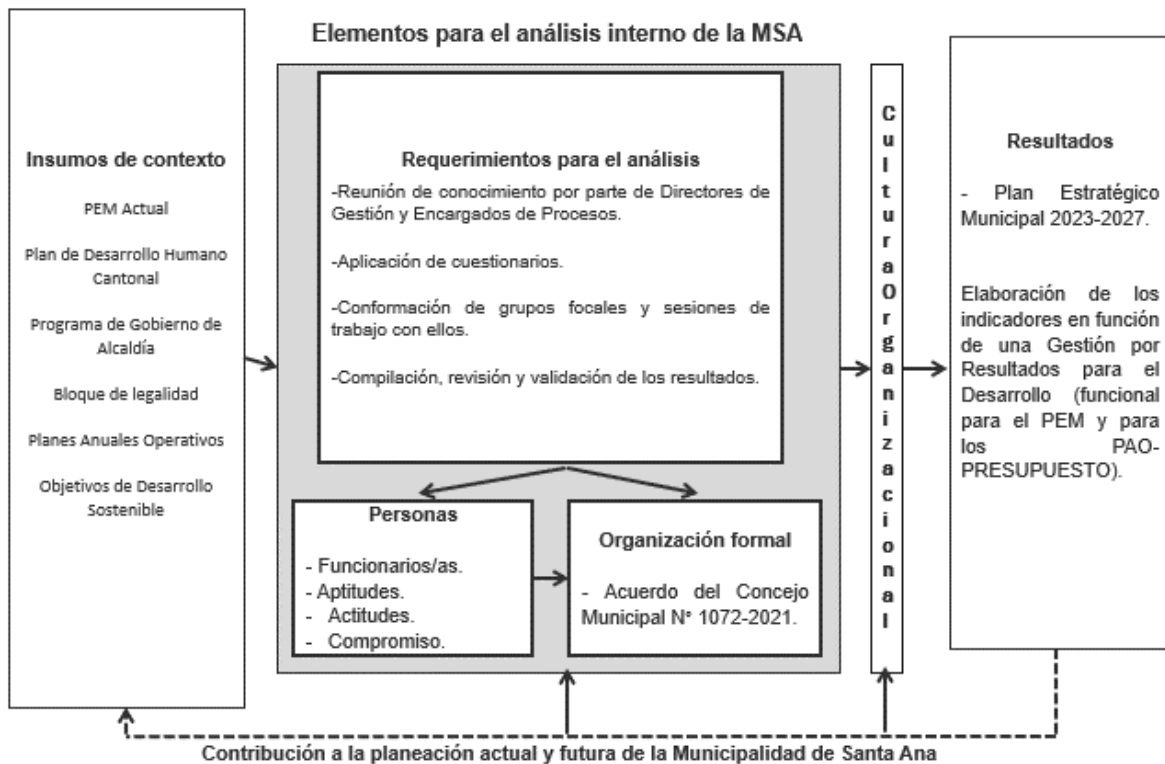 Elementos para el análisis interno de la MSA
Insumos de contexto
PEM Actual
Plan de Desarrollo Humano
Cantonal
Programa de Gobierno de
Alcaldía
Bloque de legalidad
Planes Anuales Operativos
Objetivos de Desarrollo
Sostenible
Requerimientos para el análisis
-Reunión de conocimiento por parte de Directores de
Gestión y Encargados de Procesos.
-Aplicación de cuestionarios.
-Conformación de grupos focales y sesiones de
trabajo con ellos.
-Compilación, revisión y validación de los resultados.
Personas
- Funcionarios/as.
- Aptitudes.
- Actitudes.
- Compromiso.
Organización formal
- Acuerdo del Concejo
Municipal N° 1072-2021.
Cultura Organizacional
Resultados
- Plan Estratégico
Municipal 2023-2027.
Elaboración de los
indicadores en función
de una Gestión por
Resultados para el
Desarrollo (funcional
para el PEM y para
los PAO-
PRESUPUESTO).
Contribución a la planeación actual y futura de la Municipalidad de Santa Ana